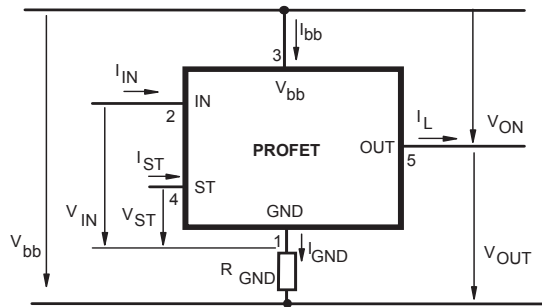 I bb
3
V bb
I IN
2
IN
V ON
PROFET
I L
OUT
5
I ST
4
ST
V IN
V ST
GND
V bb
1
I GND
R GND
V OUT